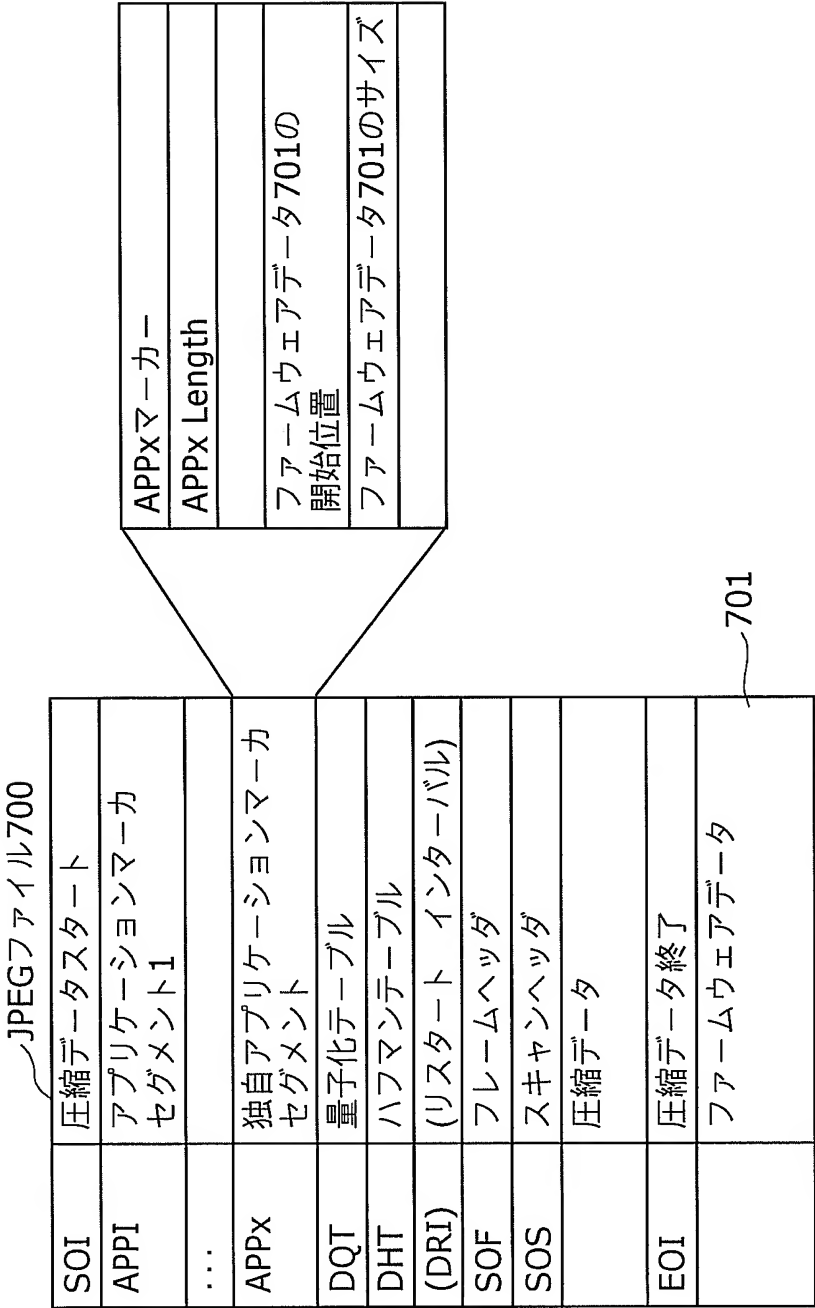 JPEGファイル700
SOI 圧縮データスタート
APPI アプリケーションマーカ
セグメント1
...
APPx 独自アプリケーションマーカ
セグメント
DQT 量子化テーブル
DHT ハフマンテーブル
(DRI) (リスタート インターバル)
SOF フレームヘッダ
SOS スキャンヘッダ
圧縮データ
EOI 圧縮データ終了
ファームウェアデータ
701
APPxマーカー
APPx Length
ファームウェアデータ701の
開始位置
ファームウェアデータ701のサイズ